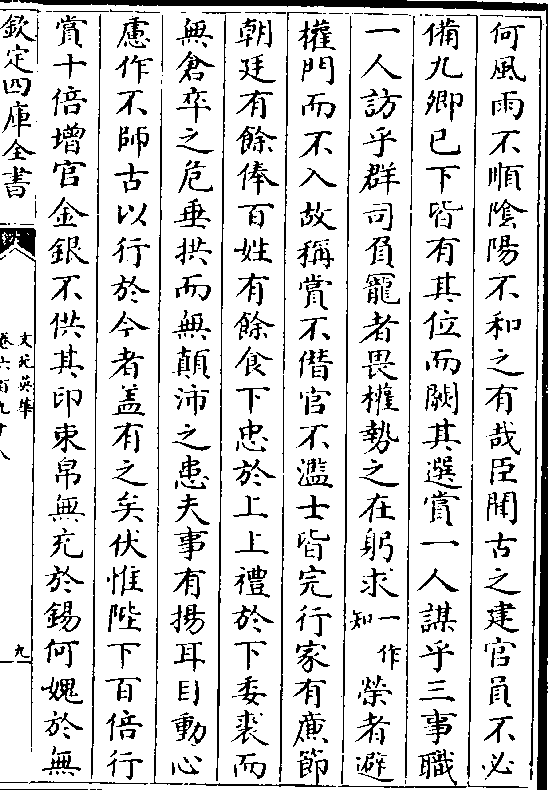 何風雨不順陰陽不和之有哉臣聞古之建官員不必
備九卿已下皆有其位而闕其選賞一人謀乎三事職
一人訪乎群司負寵者畏權勢之在躬求一作知榮者避
權門而不入故稱賞不僭官不濫士皆完行家有廉節
朝廷有餘俸百姓有餘食下忠於上上禮於下委裘而
無倉卒之危垂拱而無顛沛之患夫事有揚耳目動心
慮作不師古以行於今者蓋有之矣伏惟陛下百倍行
賞十倍增官金銀不供其印束帛無充於錫何媿於無
欽定四庫全書
文苑英華
卷六百九十八
九